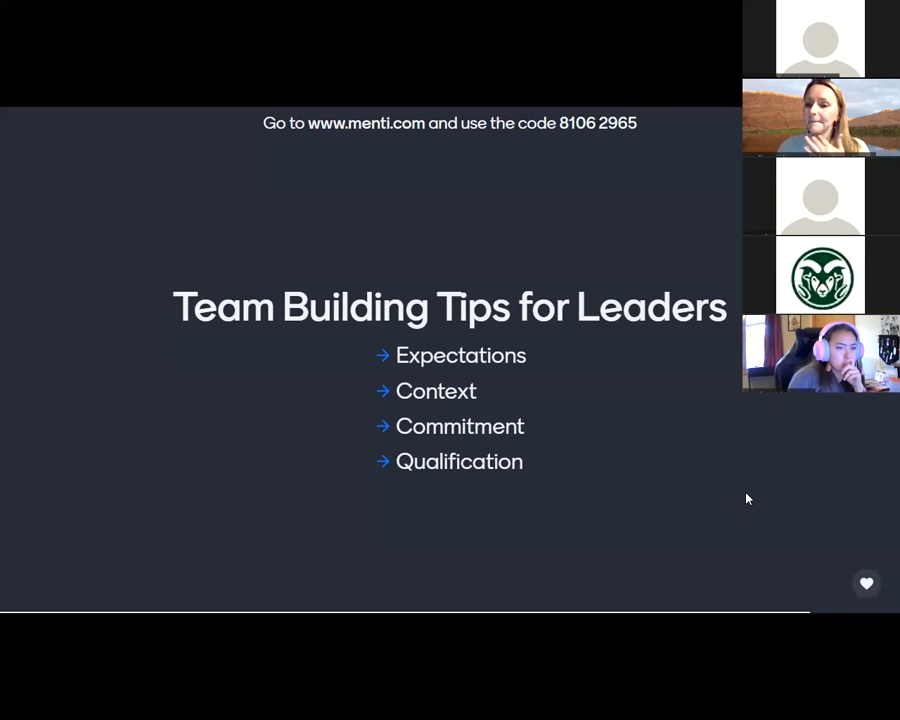 Go to www.menti.com and use the code 8106 2965
Team Building Tips for Leaders
→ Expectations
→ Context
→ Commitment
→ Qualification